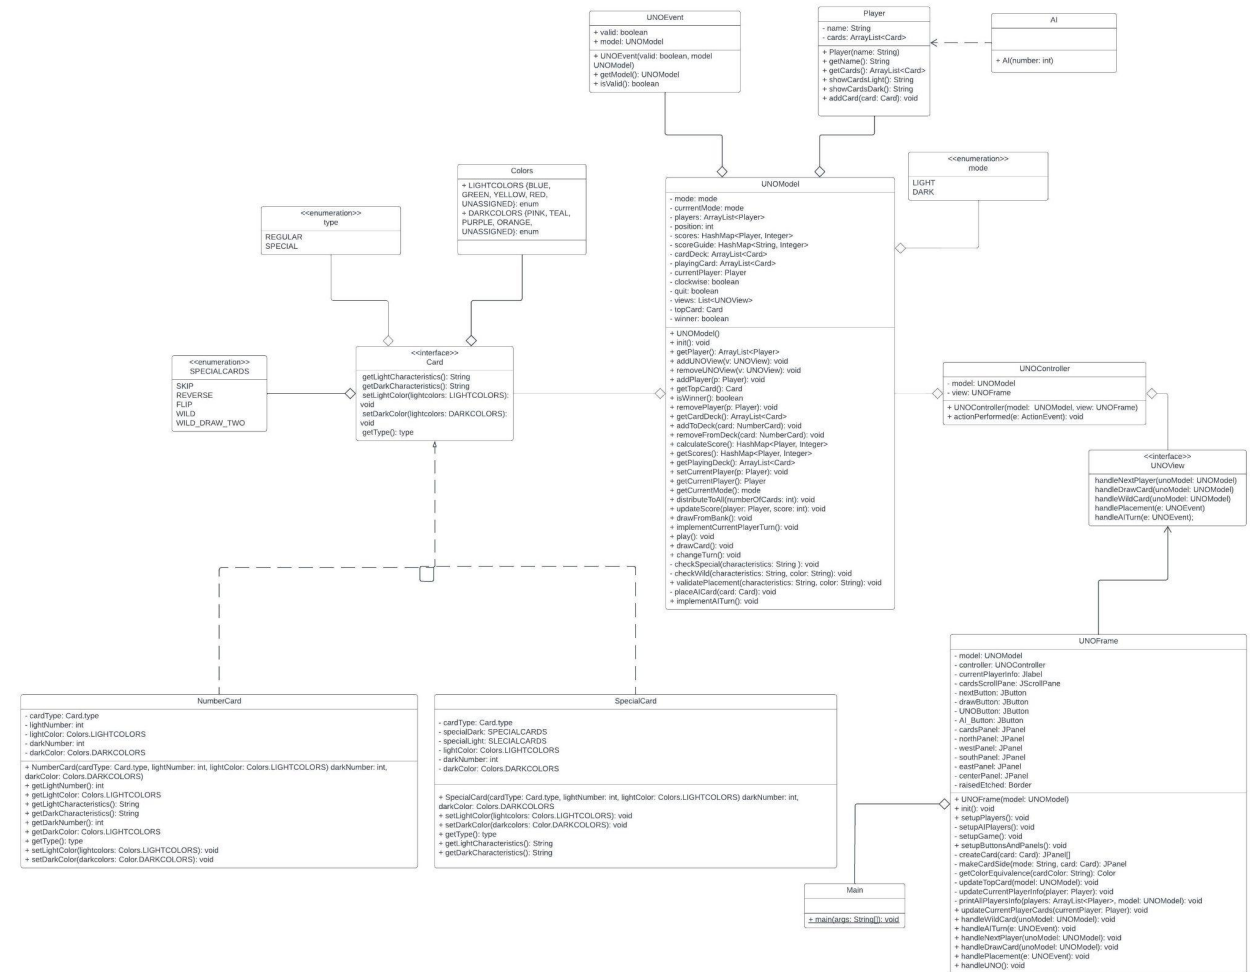 UNOEvent
+ valid: boolean
+ model: UNOModel
+ UNOEvent(valid: boolean, model
UNOModel)
+ getModel(): UNOModel
+ isValid(): boolean
Player
- name: String
- cards: ArrayList<Card>
+ Player(name: String)
+ getName(): String
+ getCards(): ArrayList<Card>
+ showCardsLight(): String
+ showCardsDark(): String
+ addCard(card: Card): void
AI
+ AI(number: int)
<<enumeration>>
mode
LIGHT
DARK
Colors
+ LIGHTCOLORS {BLUE,
GREEN, YELLOW, RED,
UNASSIGNED}: enum
+ DARKCOLORS {PINK, TEAL,
PURPLE, ORANGE,
UNASSIGNED}: enum
<<enumeration>>
type
REGULAR
SPECIAL
<<enumeration>>
SPECIALCARDS
SKIP
REVERSE
FLIP
WILD
WILD_DRAW_TWO
<<interface>>
Card
getLightCharacteristics(): String
getDarkCharacteristics(): String
setLightColor(lightcolors: LIGHTCOLORS):
void
setDarkColor(lightcolors: DARKCOLORS):
void
getType(): type
UNOModel
- mode: mode
- currrentMode: mode
- players: ArrayList<Player>
- position: int
- scores: HashMap<Player, Integer>
- scoreGuide: HashMap<String, Integer>
- cardDeck: ArrayList<Card>
- playingCard: ArrayList<Card>
- currentPlayer: Player
- clockwise: boolean
- quit: boolean
- views: List<UNOView>
- topCard: Card
- winner: boolean
+ UNOModel()
+ init(): void
+ getPlayer(): ArrayList<Player>
+ addUNOView(v: UNOView): void
+ removeUNOView(v: UNOView): void
+ addPlayer(p: Player): void
+ getTopCard(): Card
+ isWinner(): boolean
+ removePlayer(p: Player): void
+ getCardDeck(): ArrayList<Card>
+ addToDeck(card: NumberCard): void
+ removeFromDeck(card: NumberCard): void
+ calculateScore(): HashMap<Player, Integer>
+ getScores(): HashMap<Player, Integer>
+ getPlayingDeck(): ArrayList<Card>
+ setCurrentPlayer(p: Player): void
+ getCurrentPlayer(): Player
+ getCurrentMode(): mode
+ distributeToAll(numberOfCards: int): void
+ updateScore(player: Player, score: int): void
+ drawFromBank(): void
+ implementCurrentPlayerTurn(): void
+ play(): void
+ drawCard(): void
+ changeTurn(): void
- checkSpecial(characteristics: String ): void
- checkWild(characteristics: String, color: String): void
+ validatePlacement(characteristics: String, color: String): void
- placeAICard(card: Card): void
+ implementAITurn(): void
UNOController
- model: UNOModel
- view: UNOFrame
+ UNOController(model: UNOModel, view: UNOFrame)
+ actionPerformed(e: ActionEvent): void
<<interface>>
UNOView
handleNextPlayer(unoModel: UNOModel)
handleDrawCard(unoModel: UNOModel)
handleWildCard(unoModel: UNOModel)
handlePlacement(e: UNOEvent)
handleAITurn(e: UNOEvent);
NumberCard
- cardType: Card.type
- lightNumber: int
- lightColor: Colors.LIGHTCOLORS
- darkNumber: int
- darkColor: Colors.DARKCOLORS
+ NumberCard(cardType: Card.type, lightNumber: int, lightColor: Colors.LIGHTCOLORS) darkNumber: int,
darkColor: Colors.DARKCOLORS)
+ getLightNumber(): int
+ getLightColor: Colors.LIGHTCOLORS
+ getLightCharacteristics(): String
+ getDarkCharacteristics(): String
+ getDarkNumber(): int
+ getDarkColor: Colors.LIGHTCOLORS
+ getType(): type
+ setLightColor(lightcolors: Colors.LIGHTCOLORS): void
+ setDarkColor(darkcolors: Color.DARKCOLORS): void
SpecialCard
- cardType: Card.type
- specialDark: SPECIALCARDS
- specialLight: SLECIALCARDS
- lightColor: Colors.LIGHTCOLORS
- darkNumber: int
- darkColor: Colors.DARKCOLORS
+ SpecialCard(cardType: Card.type, lightNumber: int, lightColor: Colors.LIGHTCOLORS) darkNumber: int,
darkColor: Colors.DARKCOLORS
+ setLightColor(lightcolors: Colors.LIGHTCOLORS): void
+ setDarkColor(darkcolors: Color.DARKCOLORS): void
+ getType(): type
+ getLightCharacteristics(): String
+ getDarkCharacteristics(): String
Main
+ main(args: String[]): void
UNOFrame
- model: UNOModel
- controller: UNOController
- currentPlayerInfo: Jlabel
- cardsScrollPane: JScrollPane
- nextButton: JButton
- drawButton: JButton
- UNOButton: JButton
- AI_Button: JButton
- cardsPanel: JPanel
- northPanel: JPanel
- westPanel: JPanel
- southPanel: JPanel
- eastPanel: JPanel
- centerPanel: JPanel
- raisedEtched: Border
+ UNOFrame(model: UNOModel)
+ init(): void
+ setupPlayers(): void
- setupAIPlayers(): void
- setupGame(): void
+ setupButtonsAndPanels(): void
- createCard(card: Card): JPanel[]
- makeCardSide(mode: String, card: Card): JPanel
- getColorEquivalence(cardColor: String): Color
- updateTopCard(model: UNOModel): void
- updateCurrentPlayerInfo(player: Player): void
- printAllPlayersInfo(players: ArrayList<Player>, model: UNOModel): void
+ updateCurrentPlayerCards(currentPlayer: Player): void
+ handleWildCard(unoModel: UNOModel): void
+ handleAITurn(e: UNOEvent): void
+ handleNextPlayer(unoModel: UNOModel): void
+ handleDrawCard(unoModel: UNOModel): void
+ handlePlacement(e: UNOEvent): void
+ handleUNO(): void